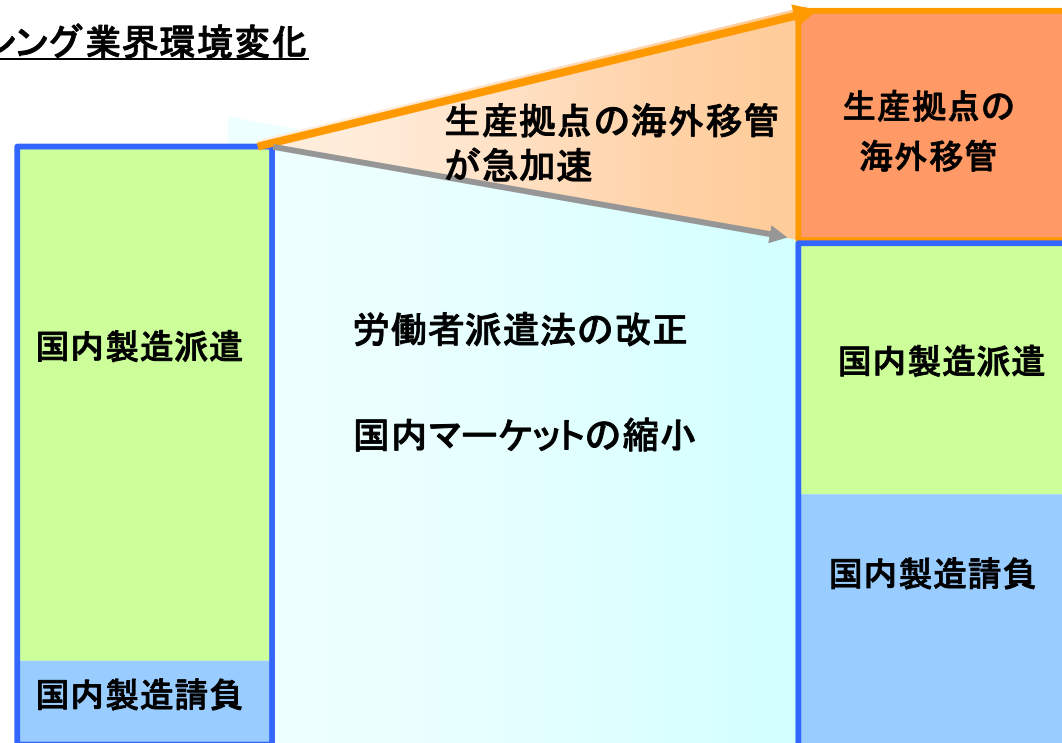 シング業界環境変化
生産拠点の海外移管
が急加速
生産拠点の
海外移管
国内製造派遣
労働者派遣法の改正
国内製造派遣
国内マーケットの縮小
国内製造請負
国内製造請負